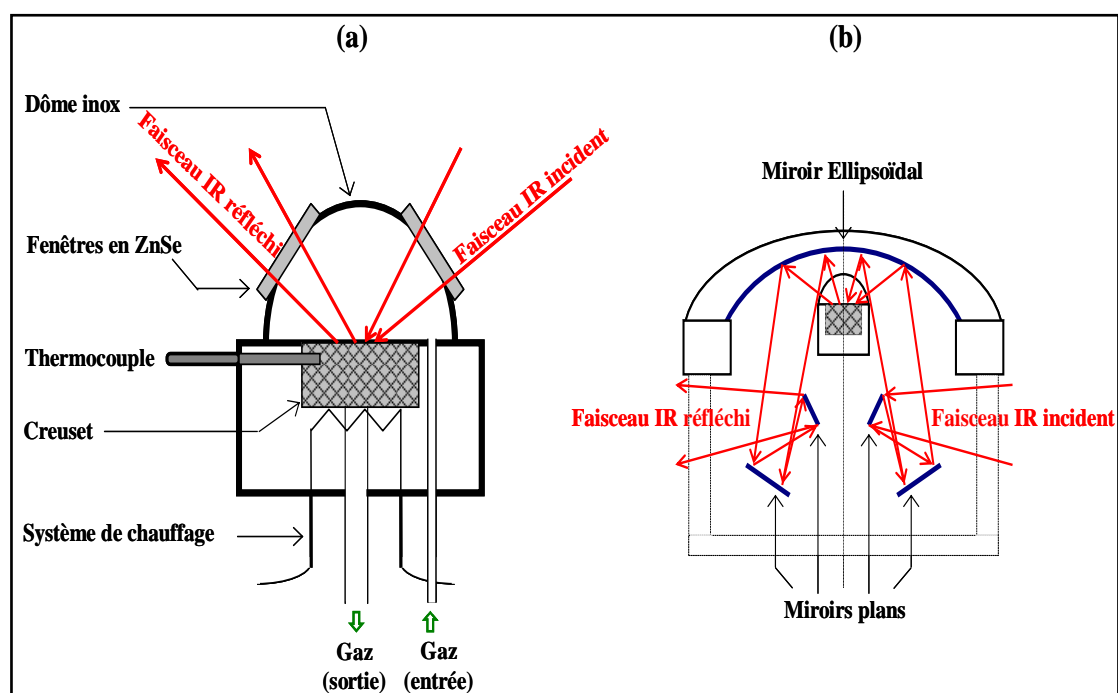 (a)
Dôme inox
Faisceau IR réfléchi
Faisceau IR incident
Fenêtres en ZnSe
Thermocouple
Creuset
Système de chauffage
Gaz
(sortie)
Gaz
(entrée)
(b)
Miroir Ellipsoïdal
Faisceau IR réfléchi
Faisceau IR incident
Miroirs plans